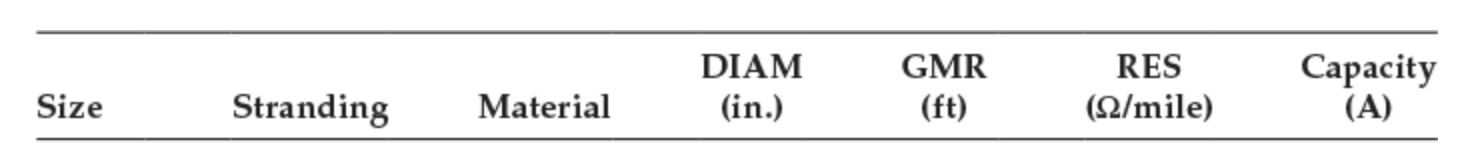 DIAM GMR RES Capacity
Size Stranding Material (in.) (ft) (Ω/mile) (A)